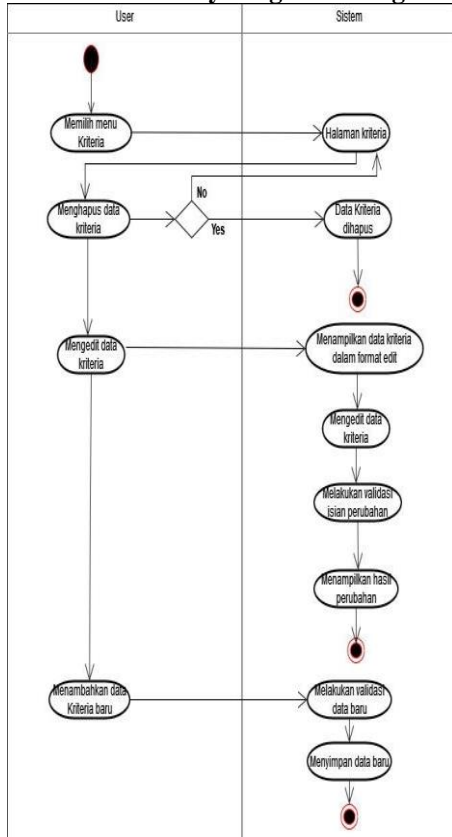 User
Sistem
Memilih menu
Kriteria
Halaman kriteria
No
Menghapus data
kriteria
Yes
Data Kriteria
dihapus
Mengedit data
kriteria
Menampilkan data kriteria
dalam format edit
Mengedit data
kriteria
Melakukan validasi
isian perubahan
Menampilkan hasil
perubahan
Menambahkan data
Kriteria baru
Melakukan validasi
data baru
Menyimpan data baru